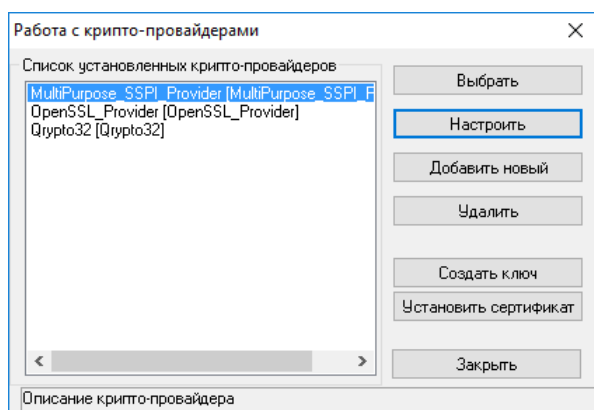 Работа с крипто-провайдерами
Список установленных крипто-провайдеров
MultiPurpose_SSPI_Provider [MultiPurpose_SSPI_F
OpenSSL_Provider [OpenSSL_Provider]
Qrypto32 [Qrypto32]
Выбрать
Настроить
Добавить новый
Удалить
Создать ключ
Установить сертификат
Закрыть
Описание крипто-провайдера